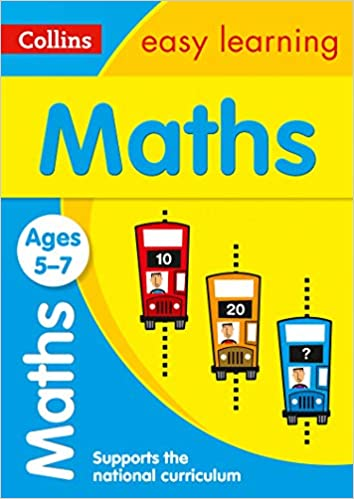 Collins
easy learning
Maths
Ages
5–7
10
20
?
Maths
Supports the
national curriculum